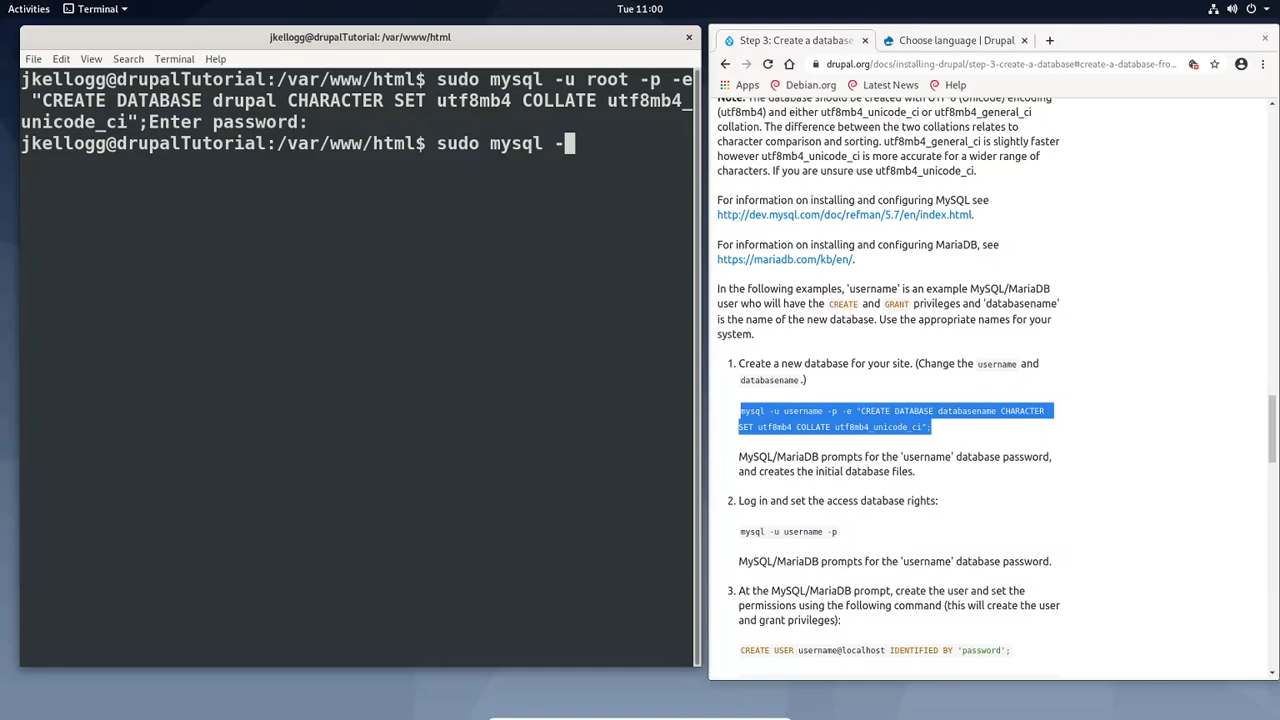 Activities
Terminal
Tue 11:00
jkellogg@drupalTutorial: /var/www/html
File Edit View Search Terminal Help
jkellogg@drupalTutorial:/var/www/html$ sudo mysql -u root -p -e
"CREATE DATABASE drupal CHARACTER SET utf8mb4 COLLATE utf8mb4_
unicode_ci";Enter password:
jkellogg@drupalTutorial:/var/www/html$ sudo mysql -
Step 3: Create a database
Choose language | Drupal
drupal.org/docs/installing-drupal/step-3-create-a-database#create-a-database-fro…
Apps Debian.org Latest News Help
Note: The database should be created with UTF-8 (Unicode) encoding
(utf8mb4) and either utf8mb4_unicode_ci or utf8mb4_general_ci
collation. The difference between the two collations relates to
character comparison and sorting. utf8mb4_general_ci is slightly faster
however utf8mb4_unicode_ci is more accurate for a wider range of
characters. If you are unsure use utf8mb4_unicode_ci.
For information on installing and configuring MySQL see
http://dev.mysql.com/doc/refman/5.7/en/index.html.
For information on installing and configuring MariaDB, see
https://mariadb.com/kb/en/.
In the following examples, 'username' is an example MySQL/MariaDB
user who will have the CREATE and GRANT privileges and 'databasename'
is the name of the new database. Use the appropriate names for your
system.
1. Create a new database for your site. (Change the username and
databasename.)
mysql -u username -p -e "CREATE DATABASE databasename CHARACTER
SET utf8mb4 COLLATE utf8mb4_unicode_ci";
MySQL/MariaDB prompts for the 'username' database password,
and creates the initial database files.
2. Log in and set the access database rights:
mysql -u username -p
MySQL/MariaDB prompts for the 'username' database password.
3. At the MySQL/MariaDB prompt, create the user and set the
permissions using the following command (this will create the user
and grant privileges):
CREATE USER username@localhost IDENTIFIED BY 'password';